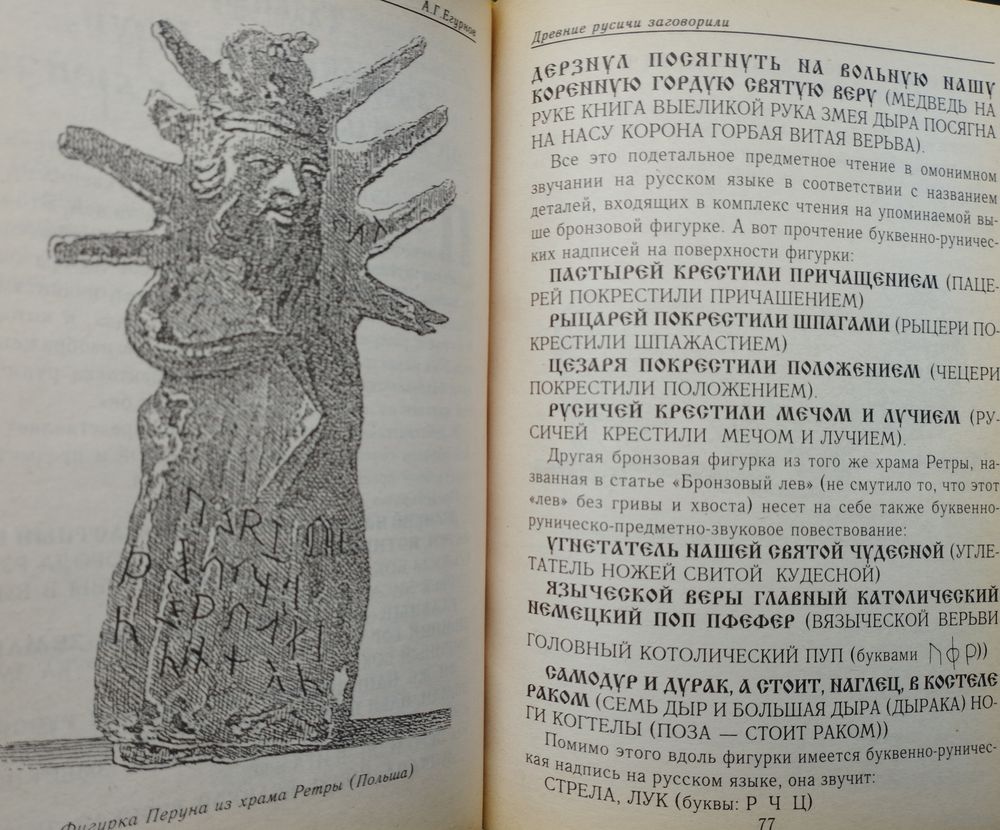 А.Г.Егурнов
Фигурка Перуна из храма Ретры (Польша)
Древние русичи заговорили
ДЕРЗНУЛ ПОСЯГНУТЬ НА ВОЛЬНУЮ НАШУ
КОРЕННУЮ ГОРДУЮ СВЯТУЮ ВЕРУ (МЕДВЕДЬ НА
РУКЕ КНИГА ВЫЕЛИКОЙ РУКА ЗМЕЯ ДЫРА ПОСЯГНА
НА НАСУ КОРОНА ГОРБАЯ ВИТАЯ ВЕРЬВА).
Все это подетальное предметное чтение в омонимном
звучании на русском языке в соответствии с названием
деталей, входящих в комплекс чтения на упоминаемой вы-
ше бронзовой фигурке. А вот прочтение буквенно-руничес-
ких надписей на поверхности фигурки:
ПАСТЫРЕЙ КРЕСТИЛИ ПРИЧАЩЕНИЕМ (ПАЦЕ-
РЕЙ ПОКРЕСТИЛИ ПРИЧАШЕНИЕМ)
РЫЦАРЕЙ ПОКРЕСТИЛИ ШПАГАМИ (РЫЦЕРИ ПО-
КРЕСТИЛИ ШПАЖАСТИЕМ)
ЦЕЗАРЯ ПОКРЕСТИЛИ ПОЛОЖЕНИЕМ (ЧЕЦЕРИ
ПОКРЕСТИЛИ ПОЛОЖЕНИЕМ).
РУСИЧЕЙ КРЕСТИЛИ МЕЧОМ И ЛУЧИЕМ (РУ-
СИЧЕЙ КРЕСТИЛИ МЕЧОМ И ЛУЧИЕМ).
Другая бронзовая фигурка из того же храма Ретры, на-
званная в статье «Бронзовый лев» (не смутило то, что этот
«лев» без гривы и хвоста) несет на себе также буквенно-
руническо-предметно-звуковое повествование:
УГНЕТАТЕЛЬ НАШЕЙ СВЯТОЙ ЧУДЕСНОЙ (УГЛЕ-
ТАТЕЛЬ НОЖЕЙ СВИТОЙ КУДЕСНОЙ)
ЯЗЫЧЕСКОЙ ВЕРЫ ГЛАВНЫЙ КАТОЛИЧЕСКИЙ
НЕМЕЦКИЙ ПОП ПФЕФЕР (ВЯЗЫЧЕСКОЙ ВЕРЬВИ
ГОЛОВНЫЙ КОТОЛИЧЕСКИЙ ПУП (буквами))
САМОДУР И ДУРАК, А СТОИТ, НАГЛЕЦ, В КОСТЕЛЕ
РАКОМ (СЕМЬ ДЫР И БОЛЬШАЯ ДЫРА (ДЫРАКА) НО-
ГИ КОГТЕЛЫ (ПОЗА — СТОИТ РАКОМ))
Помимо этого вдоль фигурки имеется буквенно-руничес-
кая надпись на русском языке, она звучит:
СТРЕЛА, ЛУК (буквы: Р Ч Ц)
77